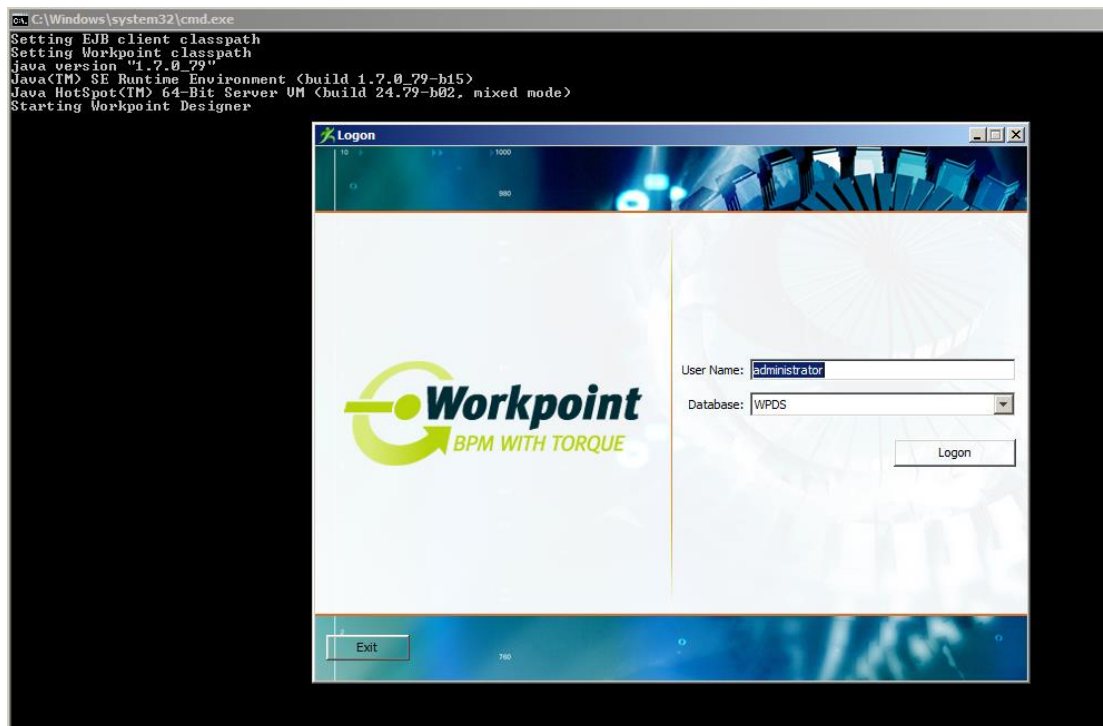 C:\Windows\system32\cmd.exe
Setting EJB client classpath
Setting Workpoint classpath
java version "1.7.0_79"
Java(TM) SE Runtime Environment (build 1.7.0_79-b15)
Java HotSpot(TM) 64-Bit Server VM (build 24.79-b02, mixed mode)
Starting Workpoint Designer
Logon
10
1000
980
User Name: administrator
Database: WPDS
Workpoint
BPM WITH TORQUE
Logon
Exit
760